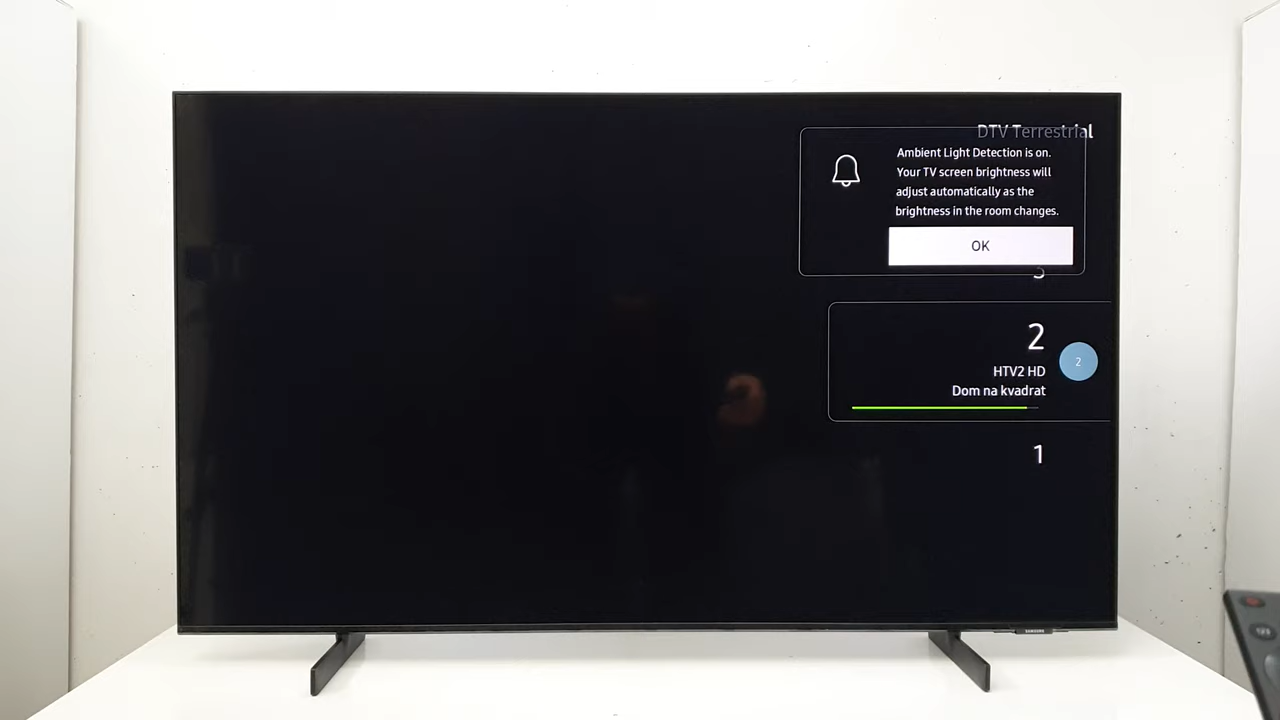 DTV Terrestrial
Ambient Light Detection is on.
Your TV screen brightness will
adjust automatically as the
brightness in the room changes.
OK
2
HTV2 HD
Dom na kvadrat
2
1
SAMSUNG
123